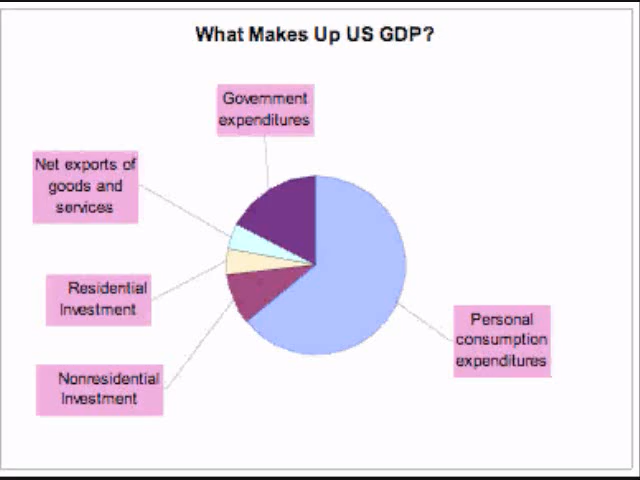 What Makes Up US GDP?
Government
expenditures
Net exports of
goods and
services
Residential
Investment
Nonresidential
Investment
Personal
consumption
expenditures